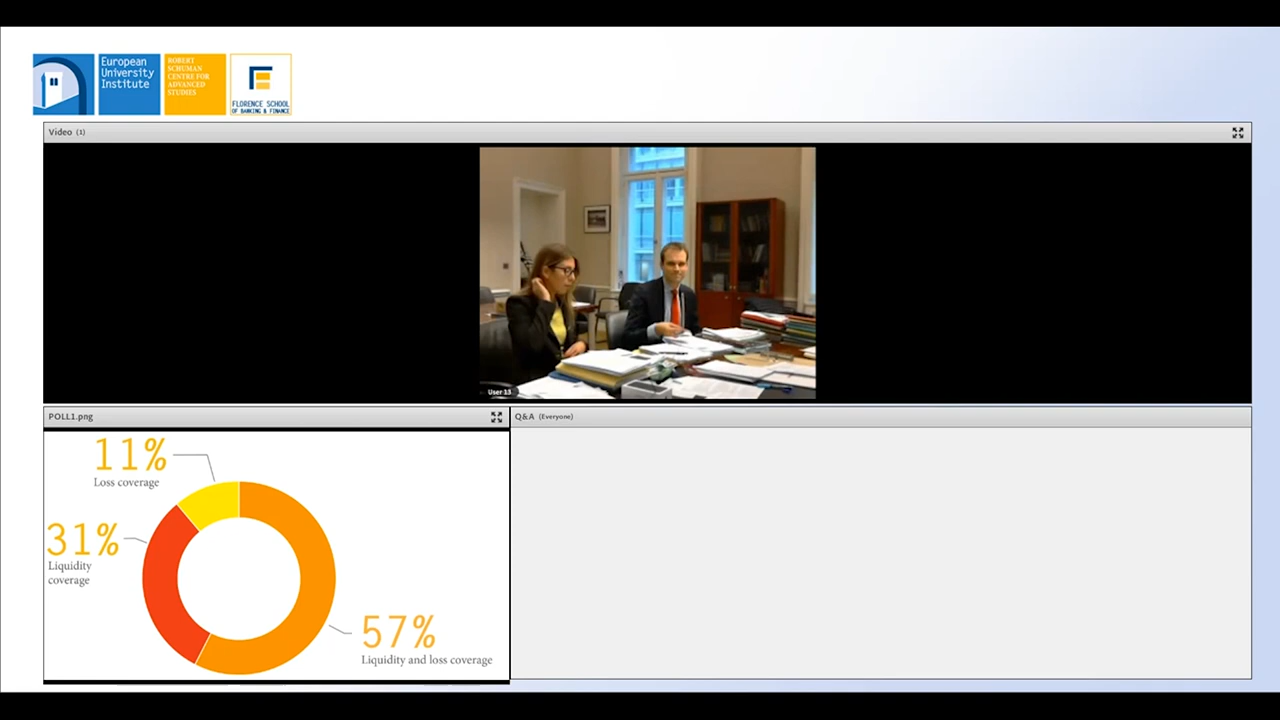 European
University
Institute
ROBERT
SCHUMAN
CENTRE FOR
ADVANCED
STUDIES
FLORENCE SCHOOL
OF BANKING & FINANCE
Video (1)
User 13
POLL1.png
Q&A (Everyone)
11%
Loss coverage
31%
Liquidity
coverage
57%
Liquidity and loss coverage